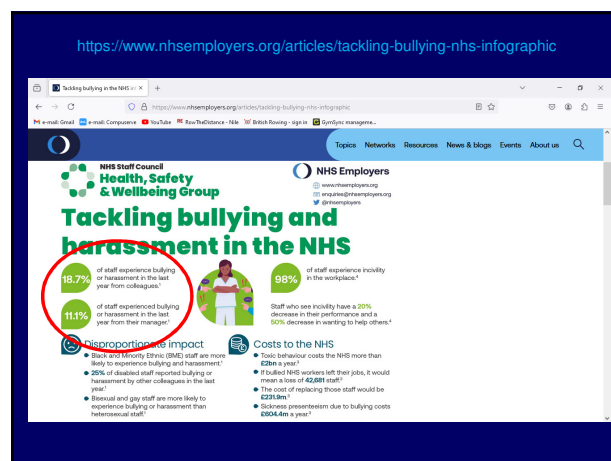 https://www.nhsemployers.org/articles/tackling-bullying-nhs-infographic
Tackling bullying in the NHS
https://www.nhsemployers.org/articles/tackling-bullying-nhs-infographic
e-mail: Gmail e-mail: Compuserve YouTube RowTheDistance - Nile British Rowing - sign in GymSync manageme...
Topics Networks Resources News & blogs Events About us
NHS Staff Council
Health, Safety
& Wellbeing Group
NHS Employers
www.nhsemployers.org
enquiries@nhsemployers.org
@nhsemployers
Tackling bullying and
harassment in the NHS
18.7%
of staff experience bullying
or harassment in the last
year from colleagues.¹
11.1%
of staff experienced bullying
or harassment in the last
year from their manager.¹
98%
of staff experience incivility
in the workplace.⁴
Staff who see incivility have a 20%
decrease in their performance and a
50% decrease in wanting to help others.⁴
Disproportionate impact
Black and Minority Ethnic (BME) staff are more
likely to experience bullying and harassment.¹
25% of disabled staff reported bullying or
harassment by other colleagues in the last
year.¹
Bisexual and gay staff are more likely to
experience bullying or harassment than
heterosexual staff.¹
Costs to the NHS
Toxic behaviour costs the NHS more than
£2bn a year.³
If bullied NHS workers left their jobs, it would
mean a loss of 42,681 staff.³
The cost of replacing those staff would be
£231.9m.³
Sickness presenteeism due to bullying costs
£604.4m a year.³